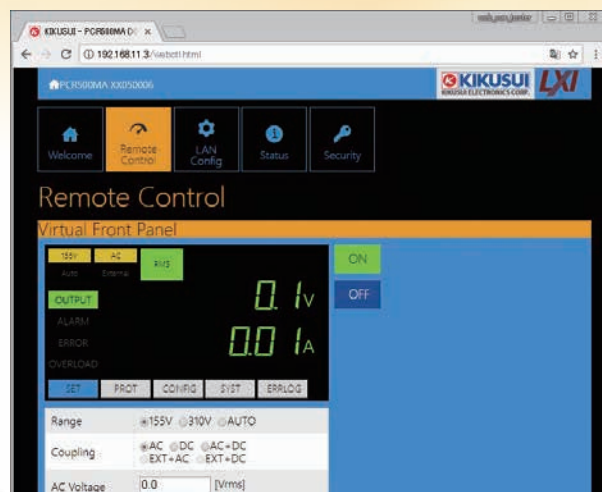 KIKUSUI - PCR500MA D
192.168.11.3/webctl.html
PCR500MA XX050006
KIKUSUI
KIKUSUI ELECTRONICS CORP.
LXI
Welcome
Remote Control
LAN Config
Status
Security
Remote Control
Virtual Front Panel
155V AC RMS
Auto External
ON
OFF
OUTPUT
0.1V
ALARM
ERROR
0.01A
OVERLOAD
SET PROT CONFIG SYST ERRLOG
Range 155V 310V AUTO
Coupling AC DC AC+DC
EXT+AC EXT+DC
AC Voltage 0.0 [Vrms]